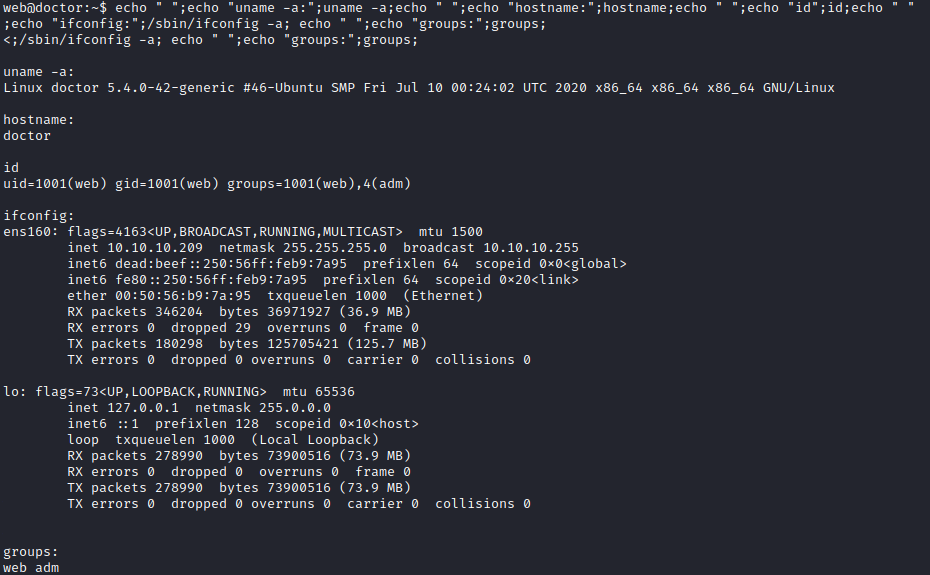 web@doctor:~$ echo " ";echo "uname -a:";uname -a;echo " ";echo "hostname:";hostname;echo " ";echo "id";id;echo " "
;echo "ifconfig:";/sbin/ifconfig -a; echo " ";echo "groups:";groups;
<;/sbin/ifconfig -a; echo " ";echo "groups:";groups;
uname -a:
Linux doctor 5.4.0-42-generic #46-Ubuntu SMP Fri Jul 10 00:24:02 UTC 2020 x86_64 x86_64 x86_64 GNU/Linux
hostname:
doctor
id
uid=1001(web) gid=1001(web) groups=1001(web),4(adm)
ifconfig:
ens160: flags=4163<UP,BROADCAST,RUNNING,MULTICAST>  mtu 1500
inet 10.10.10.209  netmask 255.255.255.0  broadcast 10.10.10.255
inet6 dead:beef::250:56ff:feb9:7a95  prefixlen 64  scopeid 0x0<global>
inet6 fe80::250:56ff:feb9:7a95  prefixlen 64  scopeid 0x20<link>
ether 00:50:56:b9:7a:95  txqueuelen 1000  (Ethernet)
RX packets 346204  bytes 36971927 (36.9 MB)
RX errors 0  dropped 29  overruns 0  frame 0
TX packets 180298  bytes 125705421 (125.7 MB)
TX errors 0  dropped 0 overruns 0  carrier 0  collisions 0
lo: flags=73<UP,LOOPBACK,RUNNING>  mtu 65536
inet 127.0.0.1  netmask 255.0.0.0
inet6 ::1  prefixlen 128  scopeid 0x10<host>
loop  txqueuelen 1000  (Local Loopback)
RX packets 278990  bytes 73900516 (73.9 MB)
RX errors 0  dropped 0  overruns 0  frame 0
TX packets 278990  bytes 73900516 (73.9 MB)
TX errors 0  dropped 0 overruns 0  carrier 0  collisions 0
groups:
web adm